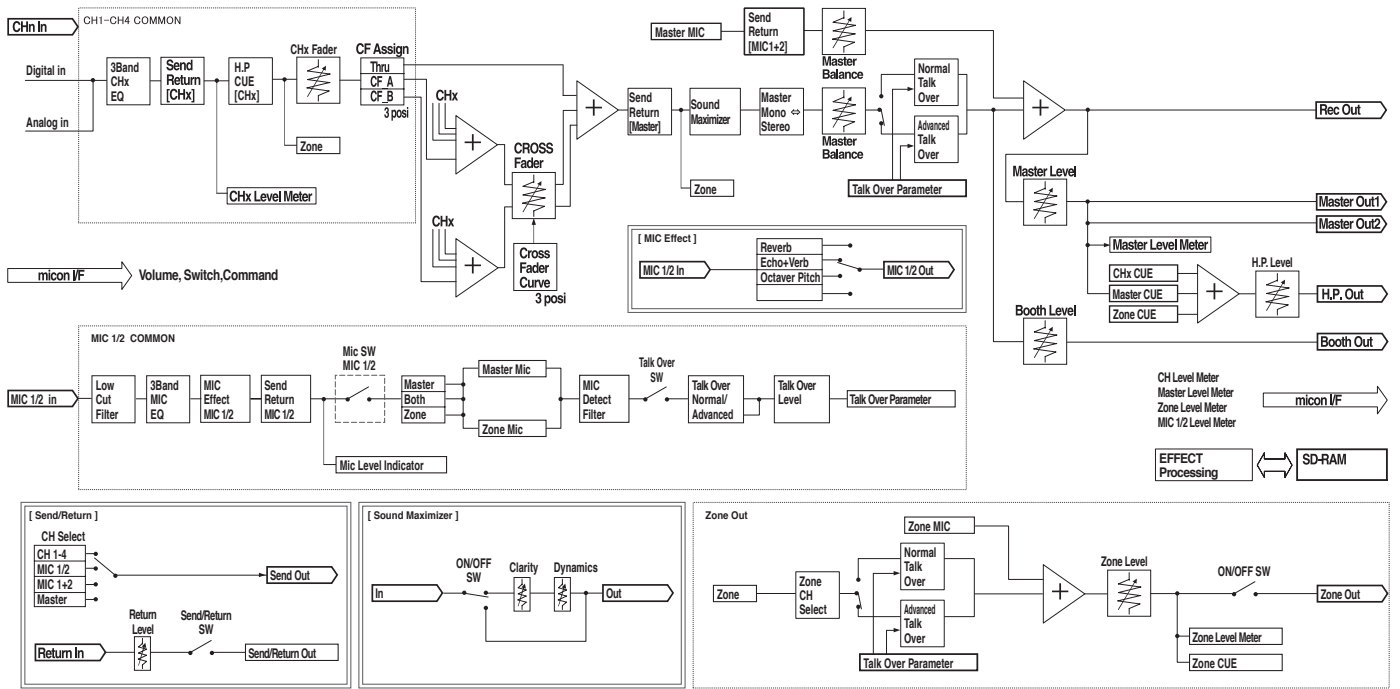 CHn In
CH1-CH4 COMMON
Digital in
Analog in
3Band
CHx
EQ
Send
Return
[CHx]
H.P
CUE
[CHx]
CHx Fader
CF Assign
Thru
CF_A
CF_B
3 posi
Zone
CHx Level Meter
CHx
CHx
CROSS
Fader
Cross
Fader
Curve
3 posi
Send
Return
[Master]
Zone
Sound
Maximizer
Master
Mono ⇔
Stereo
Master MIC
Send
Return
[MIC1+2]
Master
Balance
Master
Balance
Normal
Talk
Over
Advanced
Talk
Over
Talk Over Parameter
Rec Out
Master Level
Master Out1
Master Out2
Master Level Meter
CHx CUE
Master CUE
Zone CUE
H.P. Level
H.P. Out
Booth Level
Booth Out
micon I/F
Volume, Switch,Command
[ MIC Effect ]
MIC 1/2 In
Reverb
Echo+Verb
Octaver Pitch
MIC 1/2 Out
MIC 1/2 COMMON
MIC 1/2 in
Low
Cut
Filter
3Band
MIC
EQ
MIC
Effect
MIC 1/2
Send
Return
MIC 1/2
Mic SW
MIC 1/2
Master
Both
Zone
Master Mic
Zone Mic
Mic Level Indicator
MIC
Detect
Filter
Talk Over
SW
Talk Over
Normal/
Advanced
Talk Over
Level
Talk Over Parameter
CH Level Meter
Master Level Meter
Zone Level Meter
MIC 1/2 Level Meter
micon I/F
EFFECT
Processing
SD-RAM
[ Send/Return ]
CH Select
CH 1-4
MIC 1/2
MIC 1+2
Master
Send Out
Return In
Return
Level
Send/Return
SW
Send/Return Out
[ Sound Maximizer ]
In
ON/OFF
SW
Clarity
Dynamics
Out
Zone Out
Zone MIC
Zone
Zone
CH
Select
Normal
Talk
Over
Advanced
Talk
Over
Talk Over Parameter
Zone Level
ON/OFF SW
Zone Out
Zone Level Meter
Zone CUE